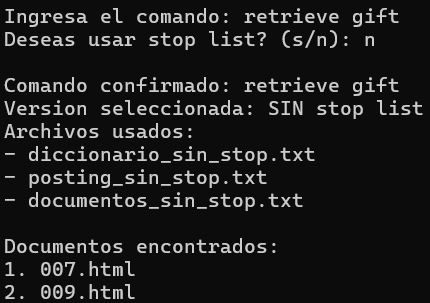 Ingresa el comando: retrieve gift
Deseas usar stop list? (s/n): n
Comando confirmado: retrieve gift
Version seleccionada: SIN stop list
Archivos usados:
- diccionario_sin_stop.txt
- posting_sin_stop.txt
- documentos_sin_stop.txt
Documentos encontrados:
1. 007.html
2. 009.html